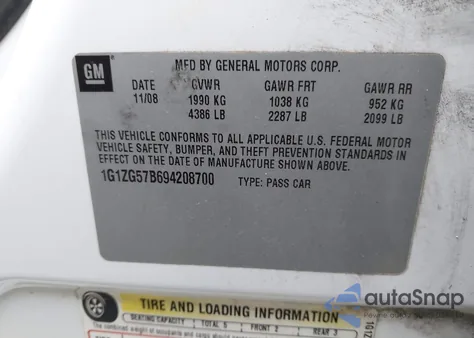 GM
MFD BY GENERAL MOTORS CORP.
DATE GVWR GAWR FRT GAWR RR
11/08 1990 KG 1038 KG 952 KG
4386 LB 2287 LB 2099 LB
THIS VEHICLE CONFORMS TO ALL APPLICABLE U.S. FEDERAL MOTOR
VEHICLE SAFETY, BUMPER, AND THEFT PREVENTION STANDARDS IN
EFFECT ON THE DATE OF MANUFACTURE SHOWN ABOVE.
1G1ZG57B694208700 TYPE: PASS CAR
TIRE AND LOADING INFORMATION
SEATING CAPACITY TOTAL 5 FRONT 2 REAR 3
autoSnap